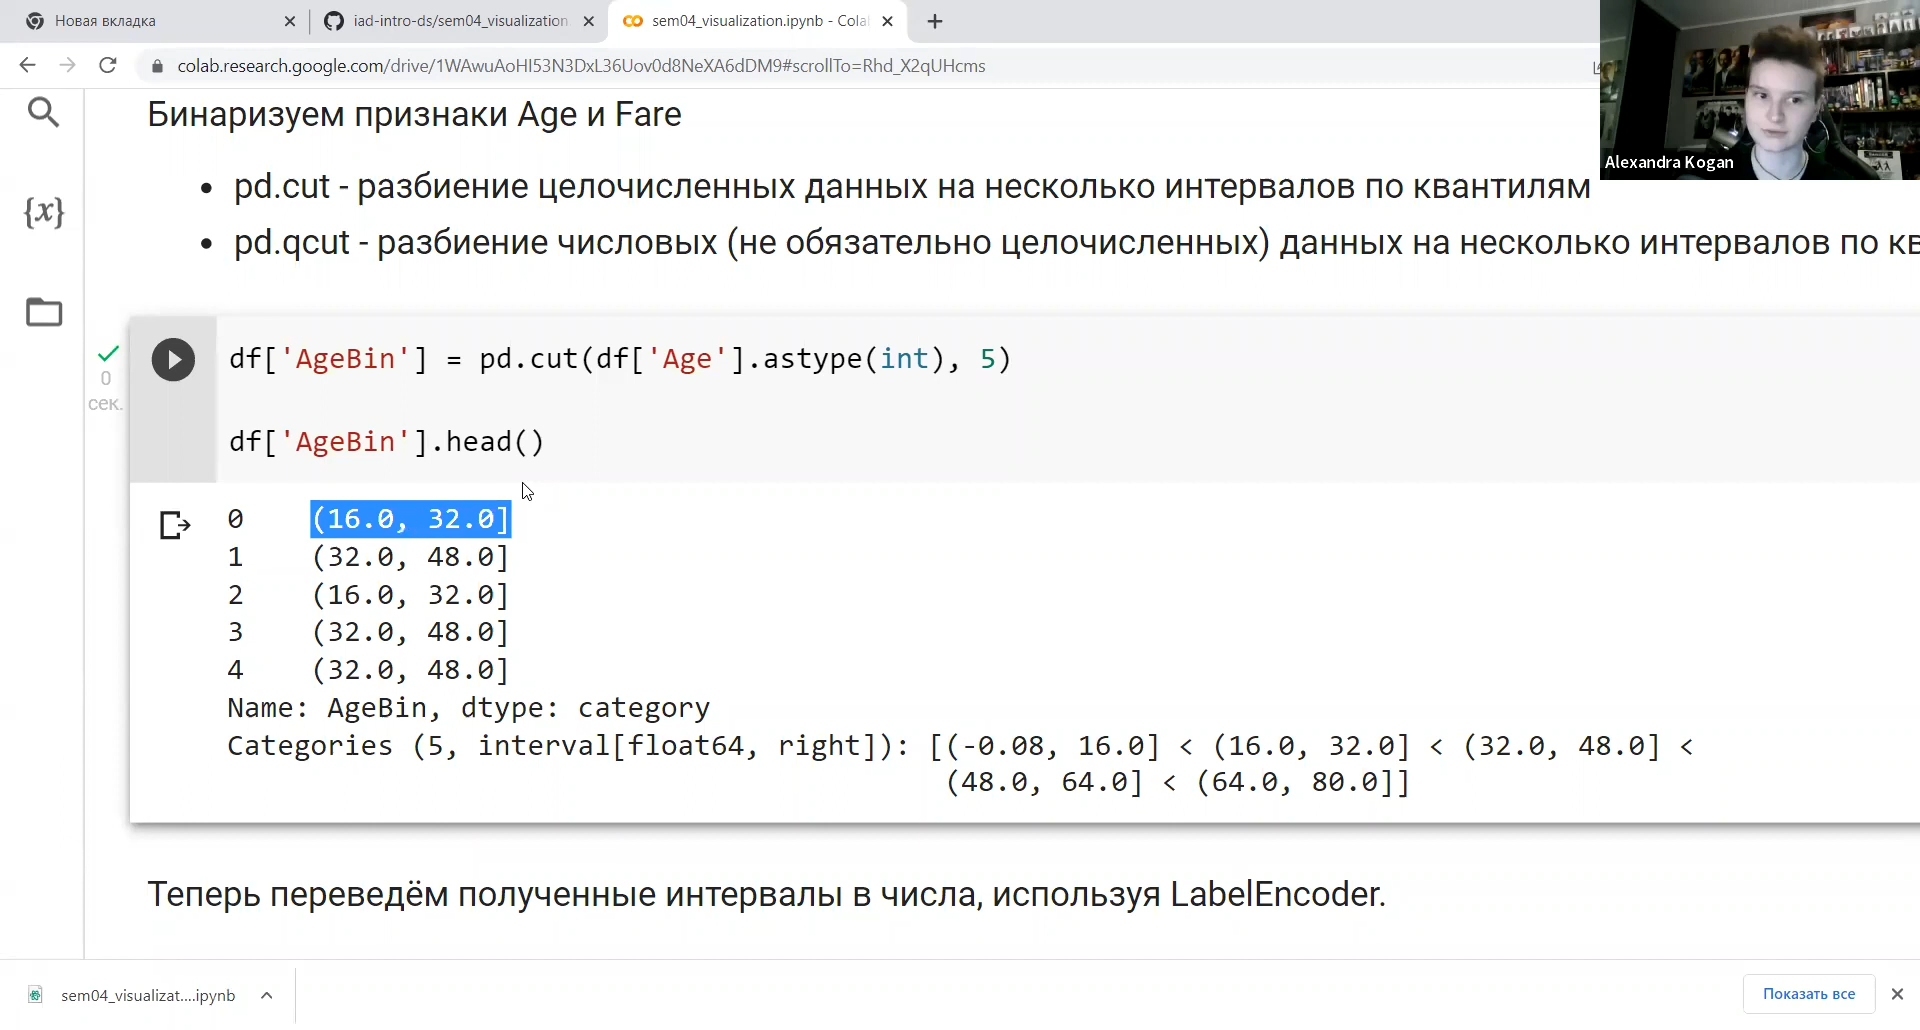 Новая вкладка
iad-intro-ds/sem04_visualization
sem04_visualization.ipynb - Cola
colab.research.google.com/drive/1WAwuAoHI53N3DxL36Uov0d8NeXA6dDM9#scrollTo=Rhd_X2qUHcms
Alexandra Kogan
Бинаризуем признаки Age и Fare
• pd.cut - разбиение целочисленных данных на несколько интервалов по квантилям
• pd.qcut - разбиение числовых (не обязательно целочисленных) данных на несколько интервалов по кв
{x}
0
сек.
df['AgeBin'] = pd.cut(df['Age'].astype(int), 5)
df['AgeBin'].head()
0 (16.0, 32.0]
1 (32.0, 48.0]
2 (16.0, 32.0]
3 (32.0, 48.0]
4 (32.0, 48.0]
Name: AgeBin, dtype: category
Categories (5, interval[float64, right]): [(-0.08, 16.0] < (16.0, 32.0] < (32.0, 48.0] <
(48.0, 64.0] < (64.0, 80.0]]
Теперь переведём полученные интервалы в числа, используя LabelEncoder.
sem04_visualizat....ipynb
Показать все